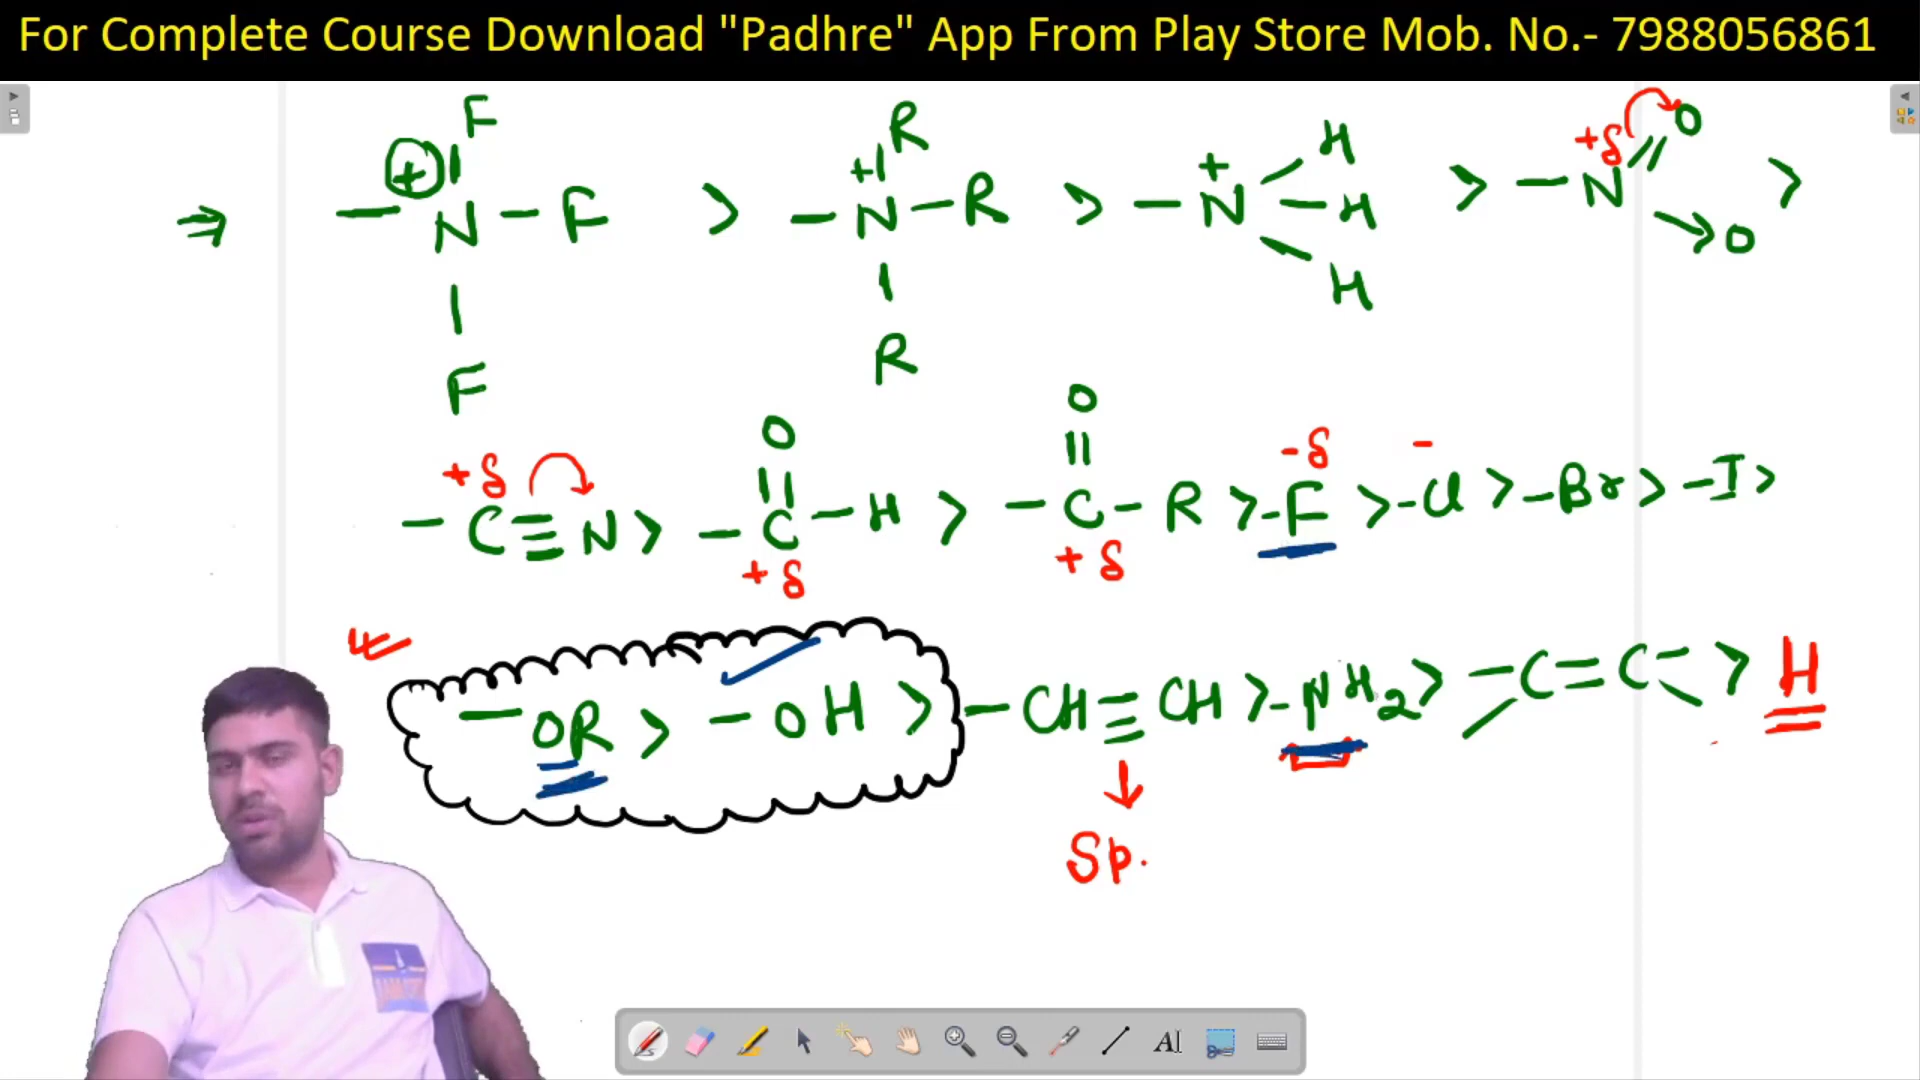 For Complete Course Download "Padhre" App From Play Store Mob. No.- 7988056861
F
⇒ -N⊕-F > -N+-R > -N+ H H H > -N+δ =O →O >
R
F
R
+δ -C≡N > -C-H > -C-R > -F > -Cl > -Br > -I >
O
O
+δ
+δ
-δ
-
-OR > -OH > -CH≡CH > -NH2 > -C=C- > H
Sp.
AI